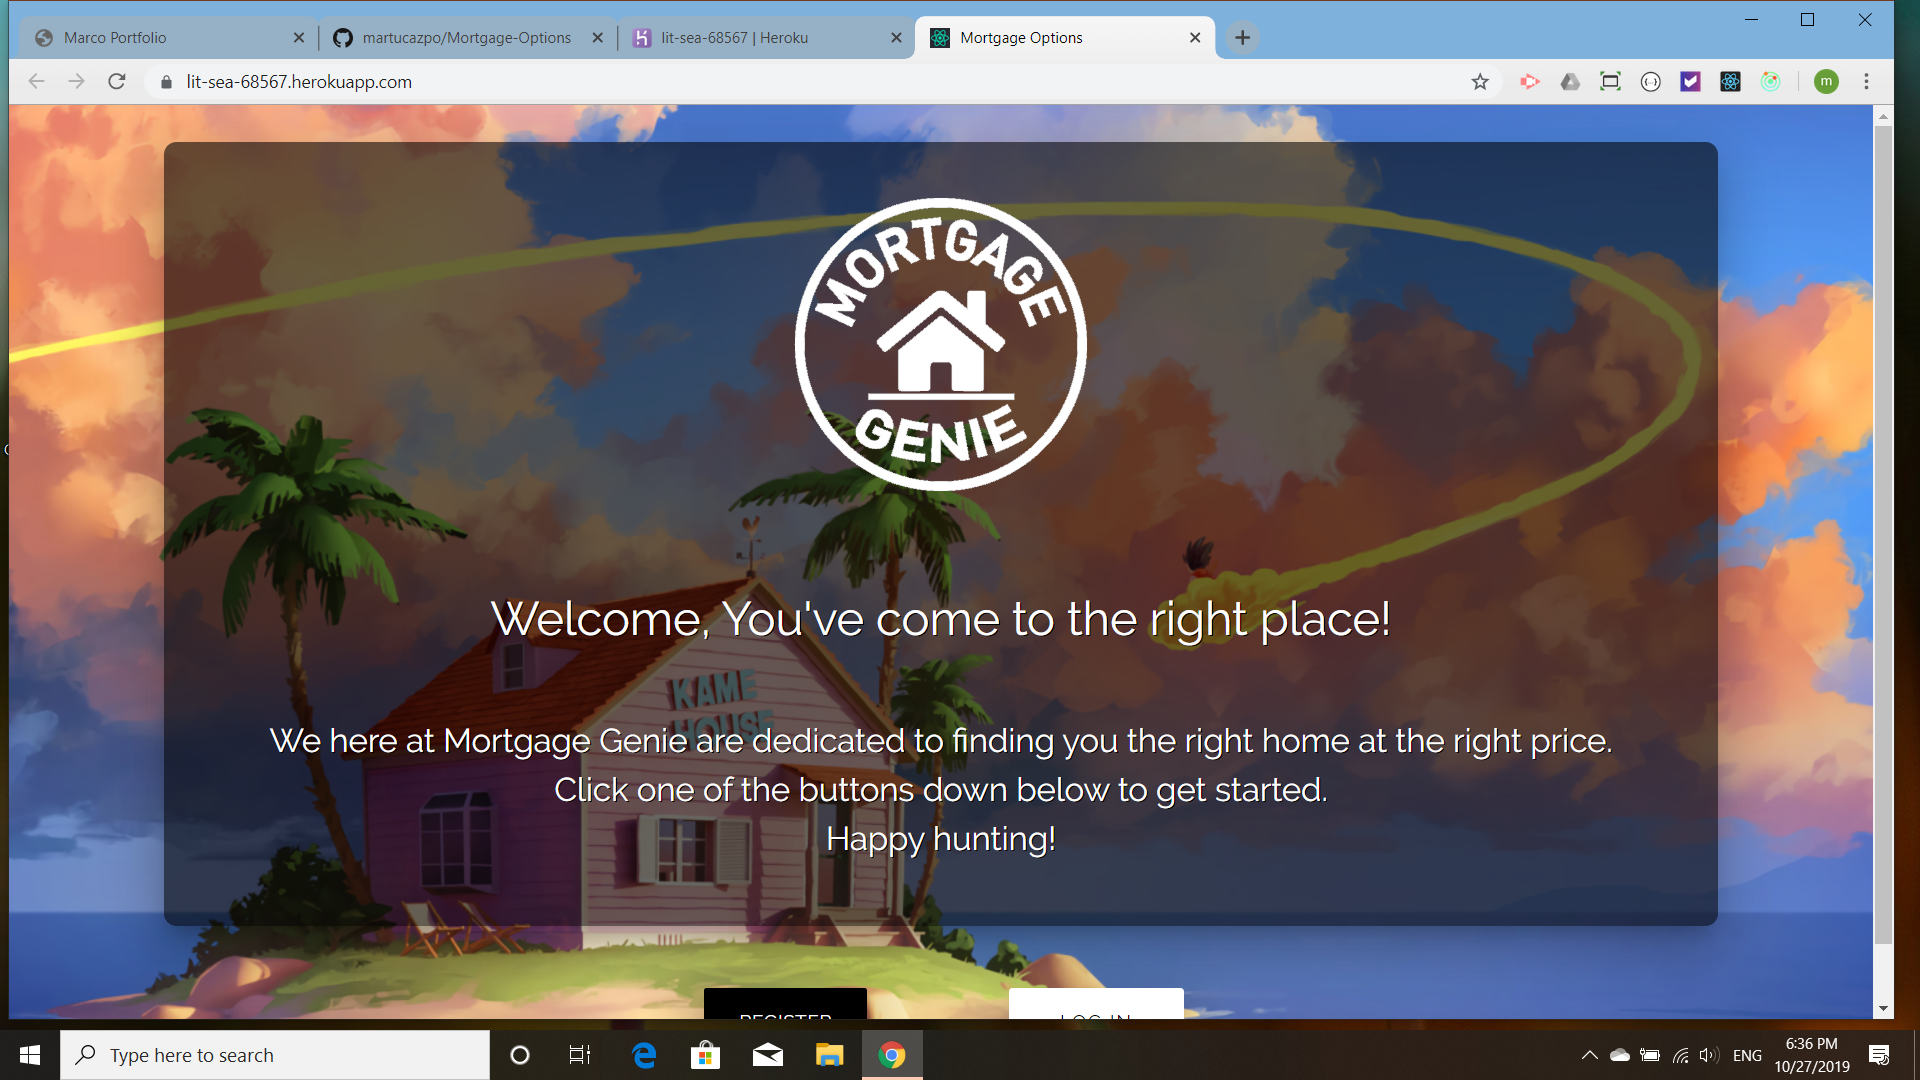 Marco Portfolio
martucazpo/Mortgage-Options
lit-sea-68567 | Heroku
Mortgage Options
lit-sea-68567.herokuapp.com
m
MORTGAGE
GENIE
Welcome, You've come to the right place!
KAME
HOUSE
We here at Mortgage Genie are dedicated to finding you the right home at the right price.
Click one of the buttons down below to get started.
Happy hunting!
REGISTER
LOG IN
Type here to search
ENG
6:36 PM
10/27/2019